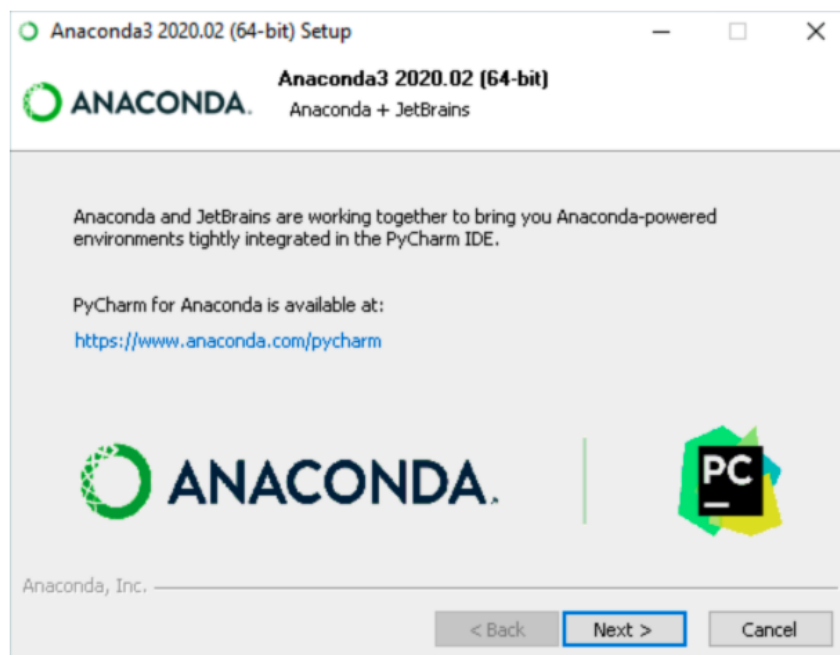 Anaconda3 2020.02 (64-bit) Setup
ANACONDA.
Anaconda3 2020.02 (64-bit)
Anaconda + JetBrains
Anaconda and JetBrains are working together to bring you Anaconda-powered
environments tightly integrated in the PyCharm IDE.
PyCharm for Anaconda is available at:
https://www.anaconda.com/pycharm
ANACONDA.
PC
Anaconda, Inc.
< Back Next > Cancel